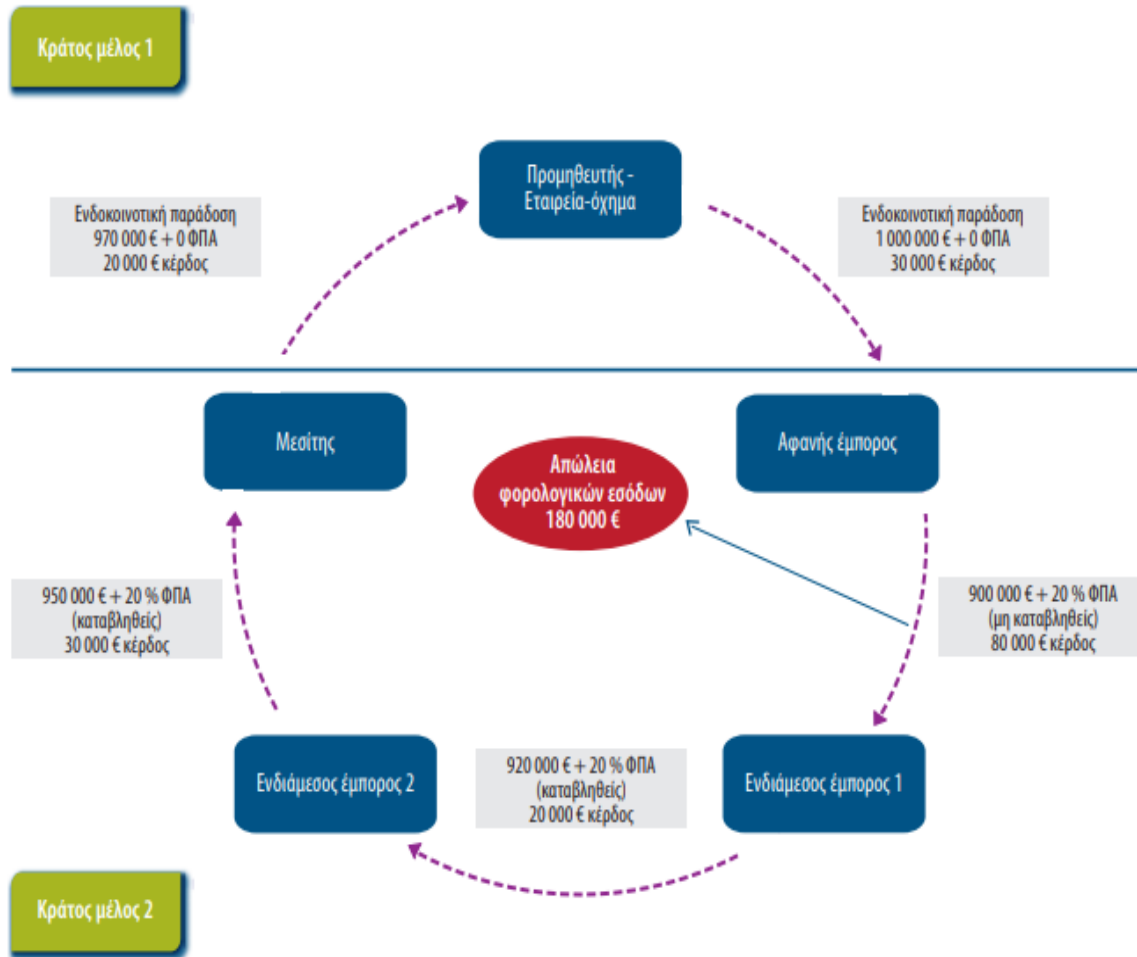 Κράτος μέλος 1
Προμηθευτής -
Εταιρεία-όχημα
Ενδοκοινοτική παράδοση
970 000 € + 0 ΦΠΑ
20 000 € κέρδος
Ενδοκοινοτική παράδοση
1 000 000 € + 0 ΦΠΑ
30 000 € κέρδος
Μεσίτης
Αφανής έμπορος
Απώλεια
φορολογικών εσόδων
180 000 €
950 000 € + 20 % ΦΠΑ
(καταβληθείς)
30 000 € κέρδος
900 000 € + 20 % ΦΠΑ
(μη καταβληθείς)
80 000 € κέρδος
Ενδιάμεσος έμπορος 2
920 000 € + 20 % ΦΠΑ
(καταβληθείς)
20 000 € κέρδος
Ενδιάμεσος έμπορος 1
Κράτος μέλος 2